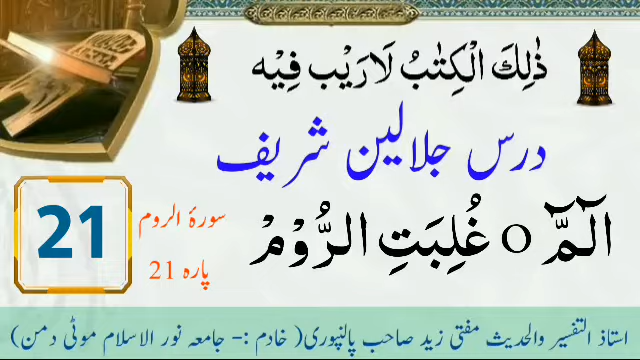 ذٰلِكَ الْكِتٰبُ لَارَيْبَ فِيْهِ
درس جلالین شریف
الٓمّٓ ○ غُلِبَتِ الرُّوْمُ
سورۂ الروم
پارہ 21
21
استاذ التفسیر والحدیث مفتی زید صاحب پالنپوری( خادم :- جامعہ نور الاسلام موٹی دمن)